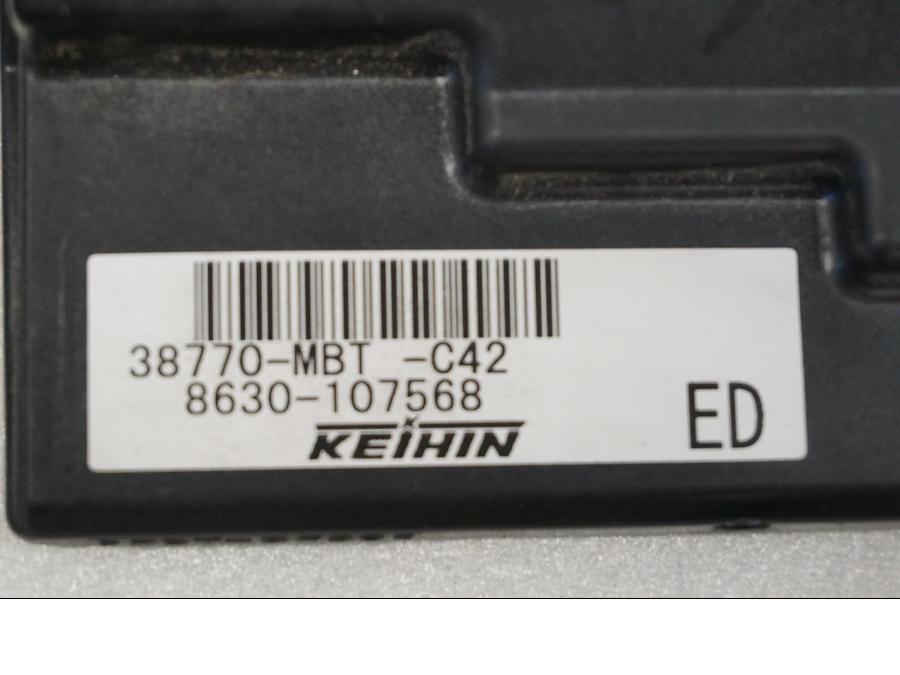 38770-MBT -C42
8630-107568
KEIHIN
ED